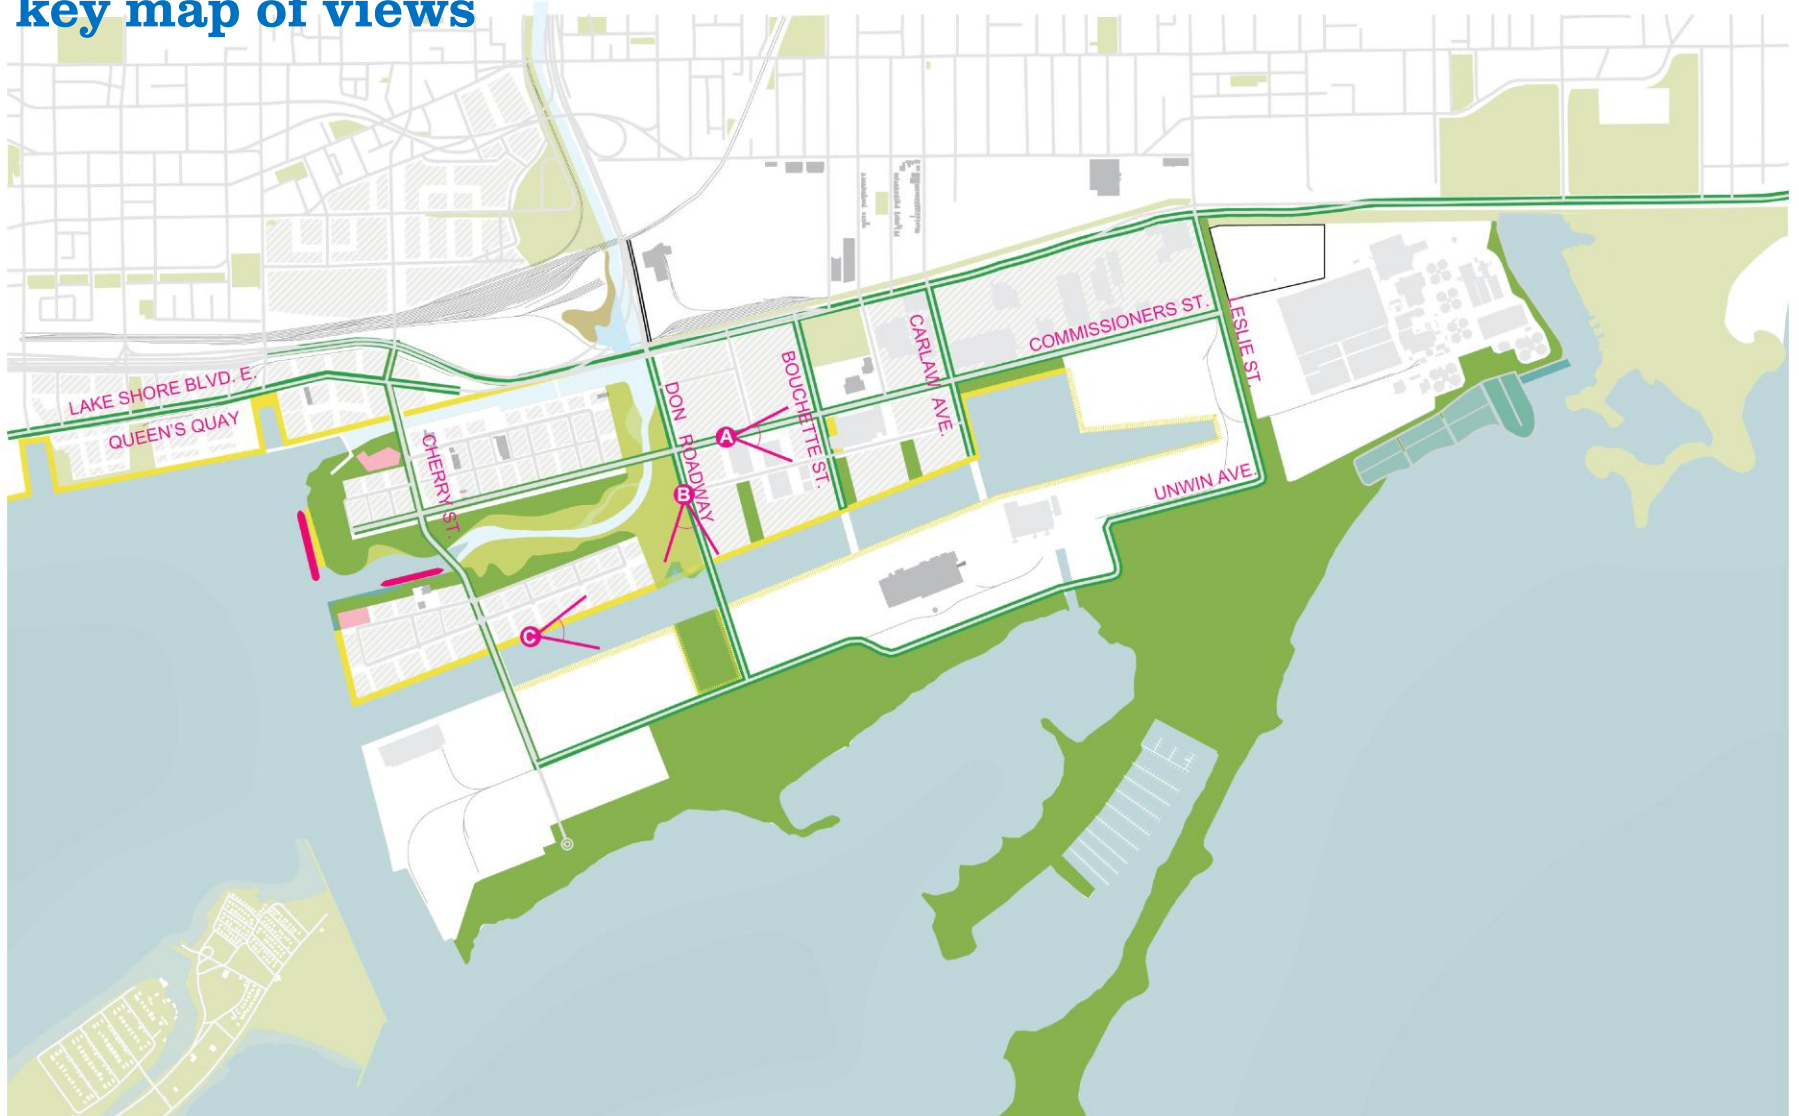 key map of views
LAKE SHORE BLVD. E.
QUEEN'S QUAY
CHERRY ST.
DON ROADWAY
BOUCHETTE ST.
CARLAW AVE.
COMMISSIONERS ST.
LESLIE ST.
UNWIN AVE.
A
B
C